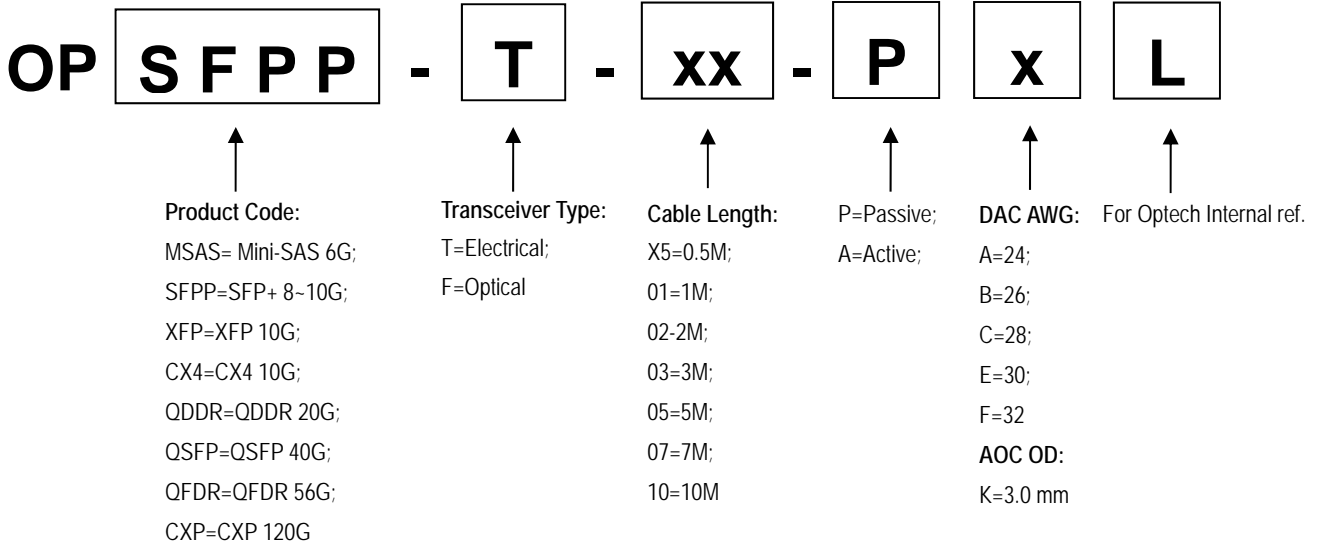 OP S F P P - T - xx - P x L
Product Code:
MSAS= Mini-SAS 6G;
SFPP=SFP+ 8~10G;
XFP=XFP 10G;
CX4=CX4 10G;
QDDR=QDDR 20G;
QSFP=QSFP 40G;
QFDR=QFDR 56G;
CXP=CXP 120G
Transceiver Type:
T=Electrical;
F=Optical
Cable Length:
X5=0.5M;
01=1M;
02-2M;
03=3M;
05=5M;
07=7M;
10=10M
P=Passive;
A=Active;
DAC AWG:
A=24;
B=26;
C=28;
E=30;
F=32
AOC OD:
K=3.0 mm
For Optech Internal ref.